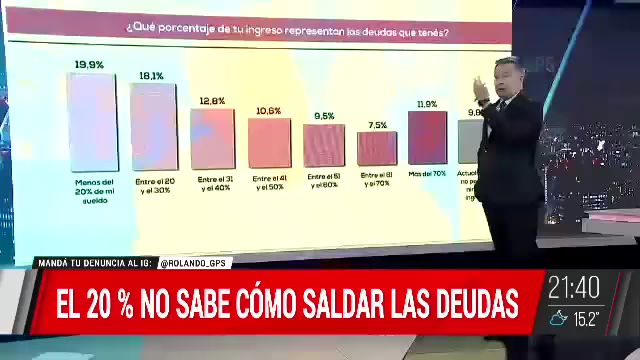 ¿Qué porcentaje de tu ingreso representan las deudas que tenés?
19,9%
18,1%
12,8%
10,6%
9,5%
7,5%
11,9%
9,8
Menos del
20% de mi
sueldo
Entre el 20
y el 30%
Entre el 31
y el 40%
Entre el 41
y el 50%
Entre el 51
y el 60%
Entre el 61
y el 70%
Más del 70%
GPS
MANDÁ TU DENUNCIA AL IG: @ROLANDO_GPS
EL 20 % NO SABE CÓMO SALDAR LAS DEUDAS
21:40
15.2°